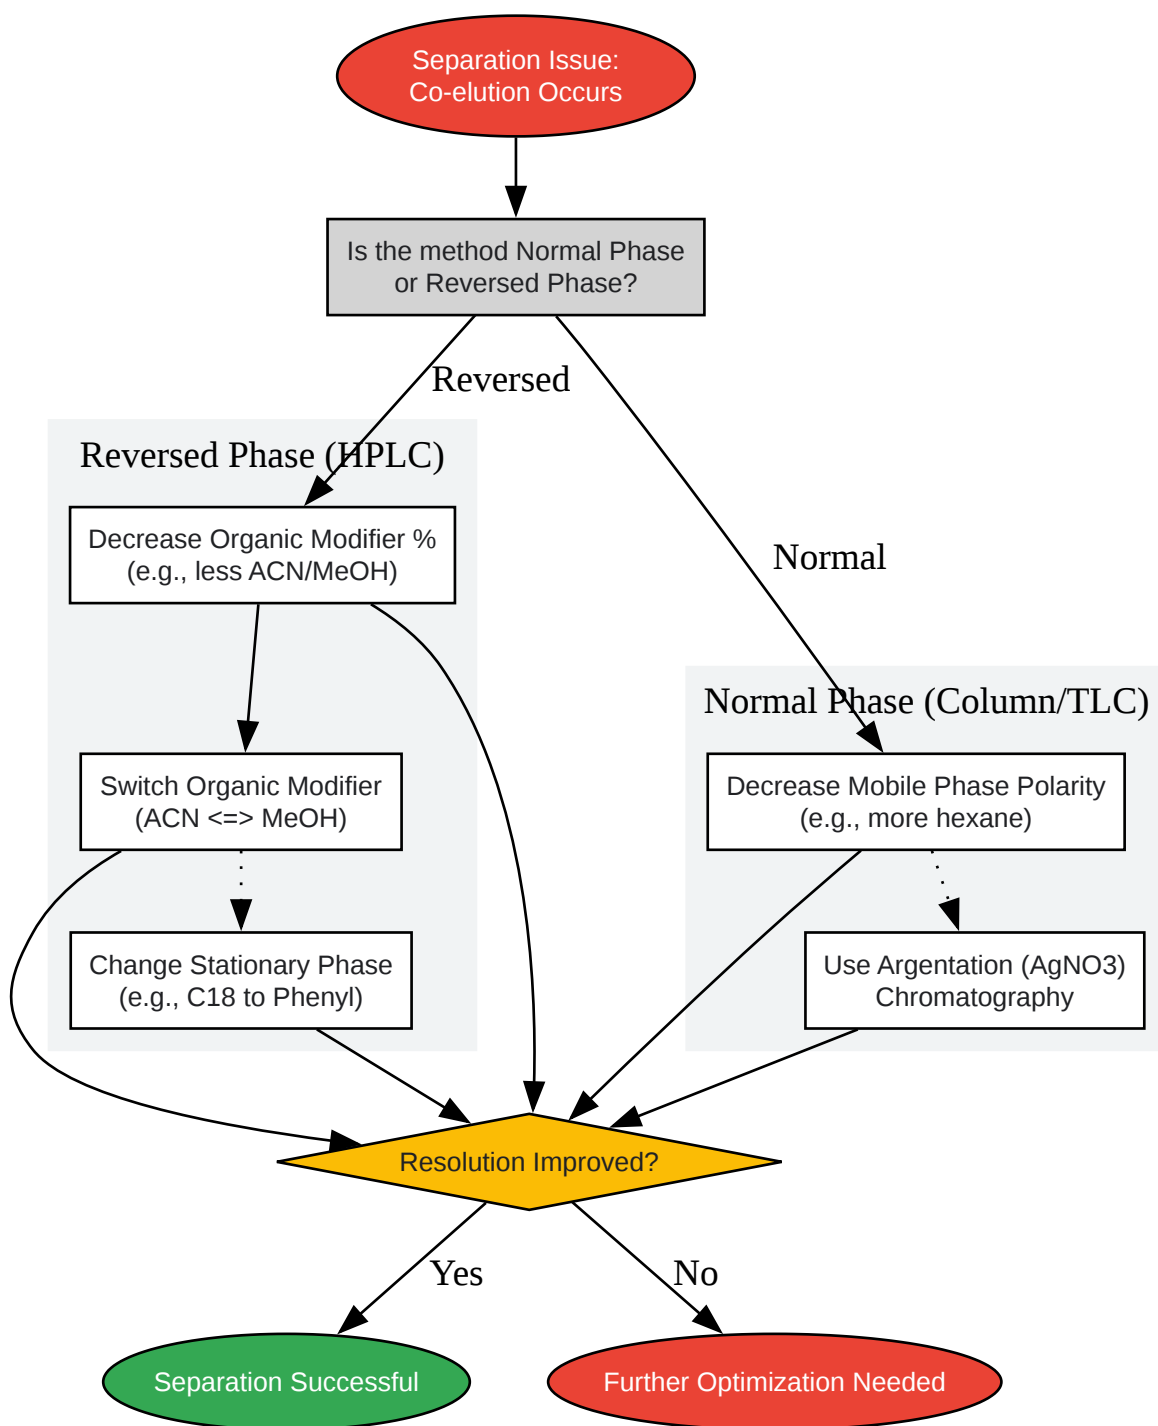 Separation Issue:
Co-elution Occurs
Is the method Normal Phase
or Reversed Phase?
Reversed
Reversed Phase (HPLC)
Decrease Organic Modifier %
(e.g., less ACN/MeOH)
Normal
Normal Phase (Column/TLC)
Switch Organic Modifier
(ACN <=> MeOH)
Decrease Mobile Phase Polarity
(e.g., more hexane)
Change Stationary Phase
(e.g., C18 to Phenyl)
Use Argentation (AgNO3)
Chromatography
Resolution Improved?
Yes
No
Separation Successful
Further Optimization Needed